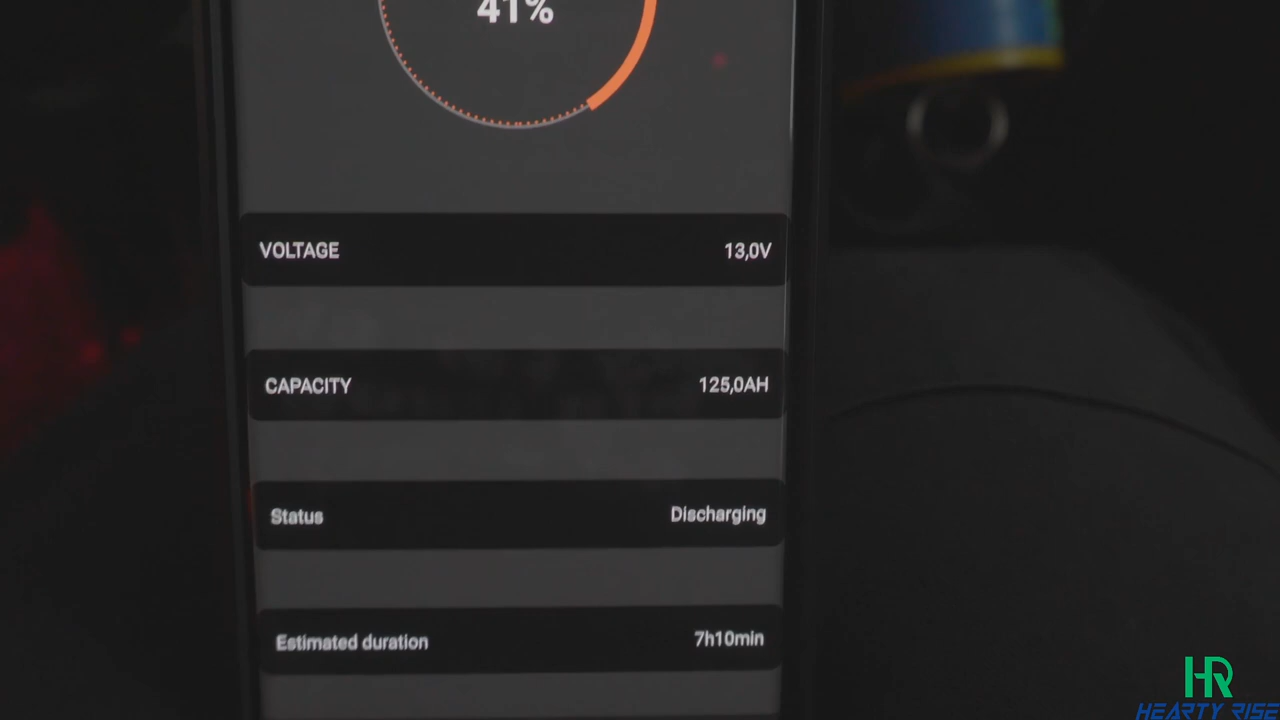 41%
VOLTAGE 13,0V
CAPACITY 125,0AH
Status Discharging
Estimated duration 7h10min
HR
HEARTY RISE